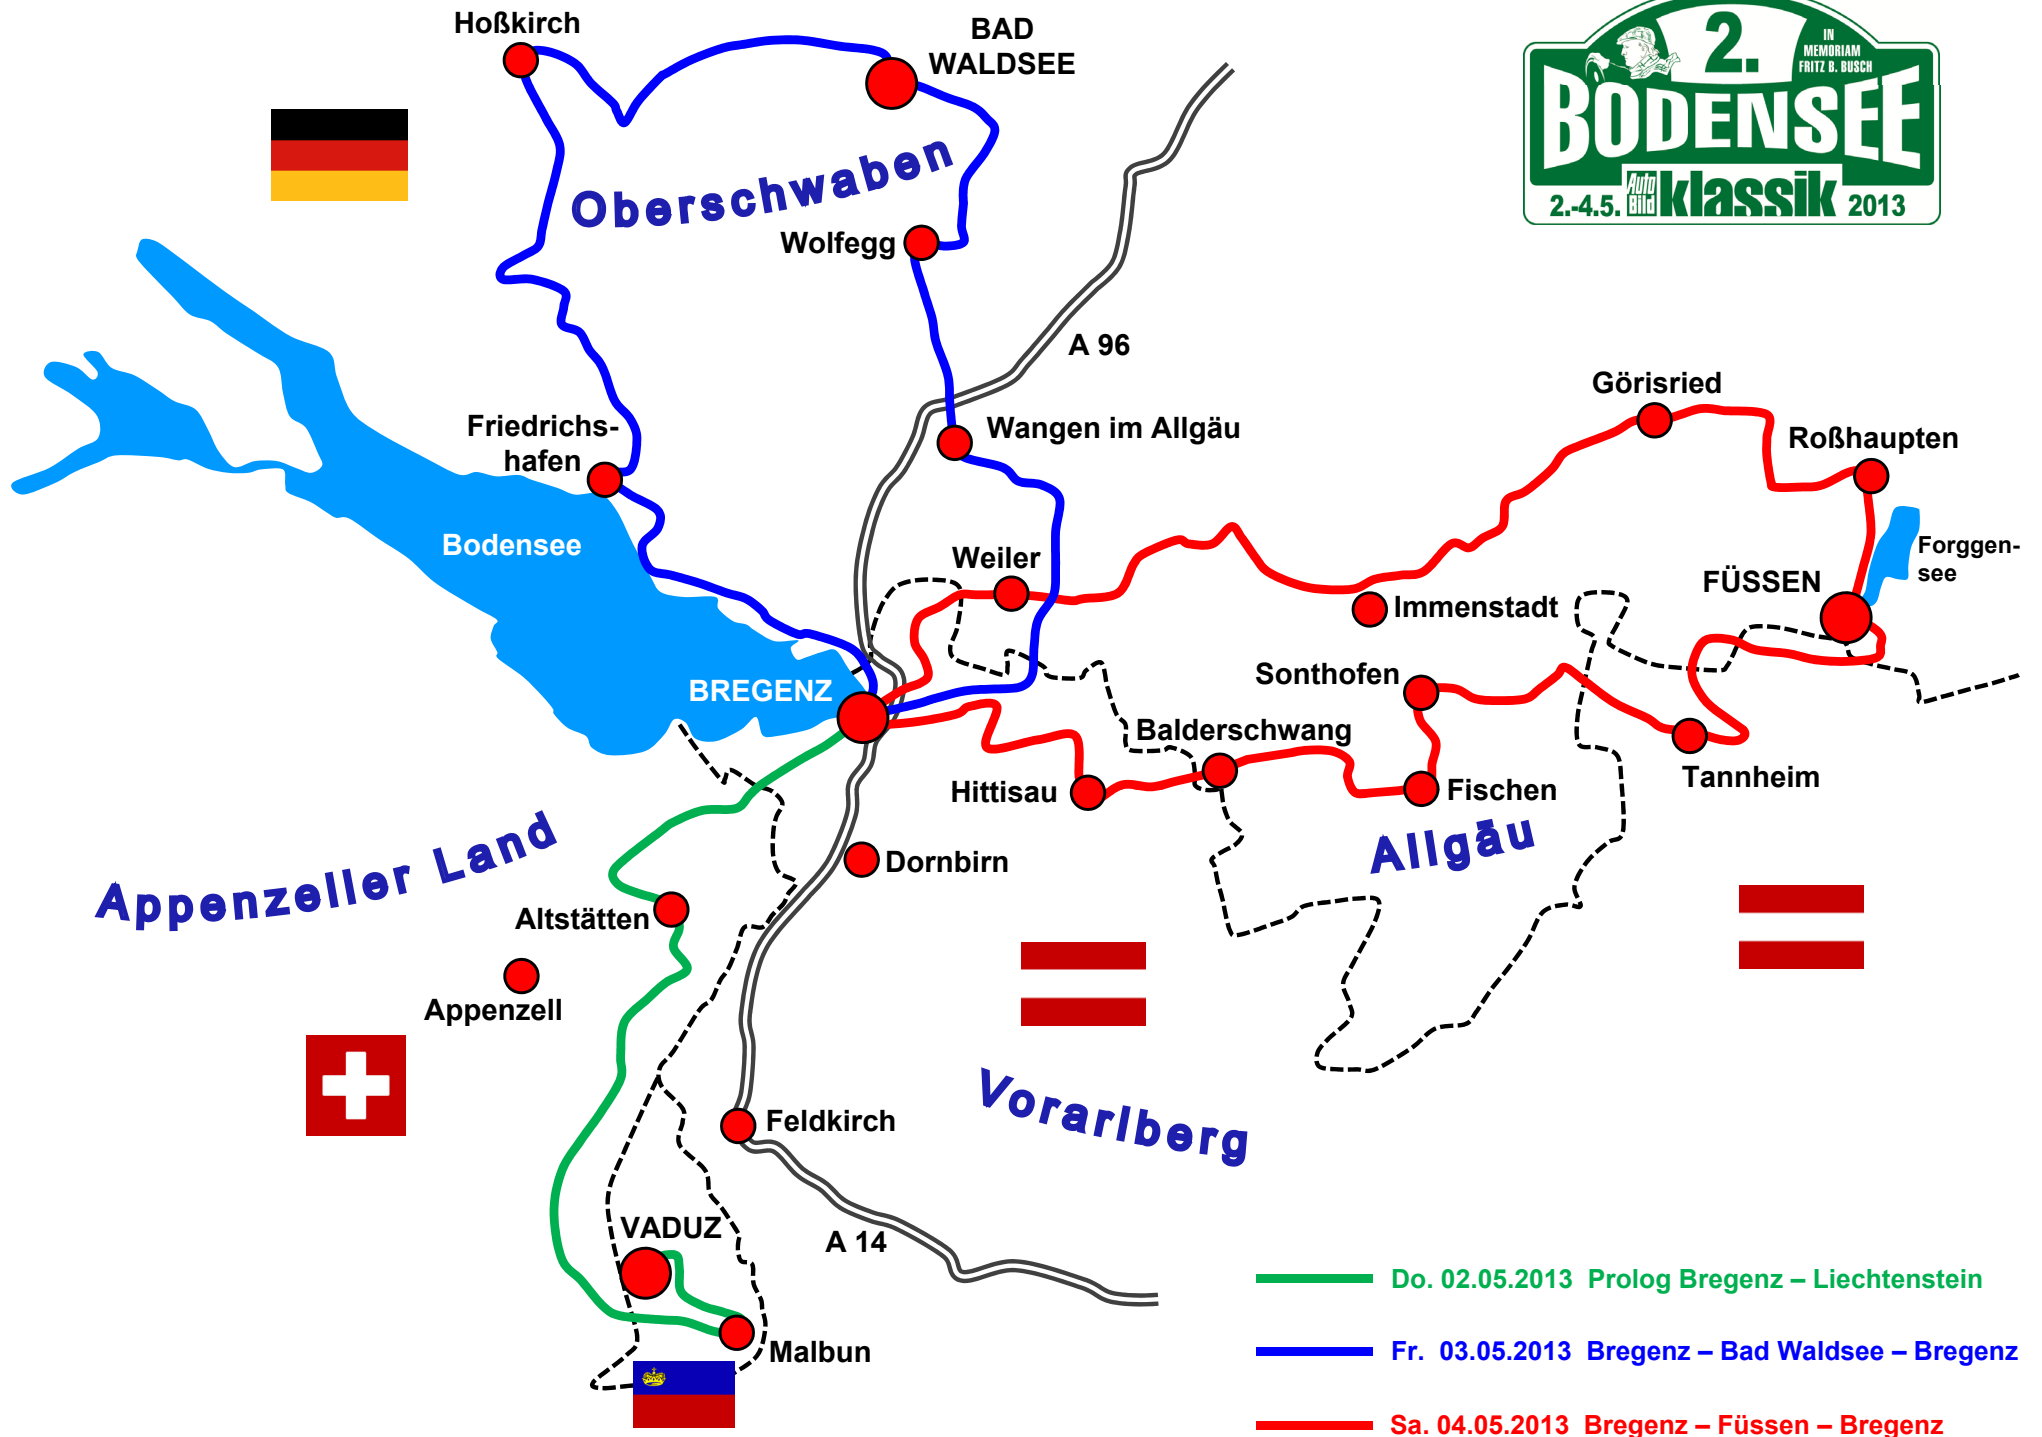 Hoßkirch
BAD
WALDSEE
2.
IN
MEMORIAM
FRITZ B. BUSCH
BODENSEE
2.-4.5. Auto Bild klassik 2013
Oberschwaben
Wolfegg
A 96
Görisried
Friedrichs-
hafen
Wangen im Allgäu
Roßhaupten
Bodensee
Weiler
Forggen-
see
FÜSSEN
Immenstadt
Sonthofen
BREGENZ
Balderschwang
Hittisau
Fischen
Tannheim
Allgäu
Appenzeller Land
Dornbirn
Altstätten
Appenzell
Vorarlberg
Feldkirch
VADUZ
A 14
Malbun
Do. 02.05.2013 Prolog Bregenz – Liechtenstein
Fr. 03.05.2013 Bregenz – Bad Waldsee – Bregenz
Sa. 04.05.2013 Bregenz – Füssen – Bregenz